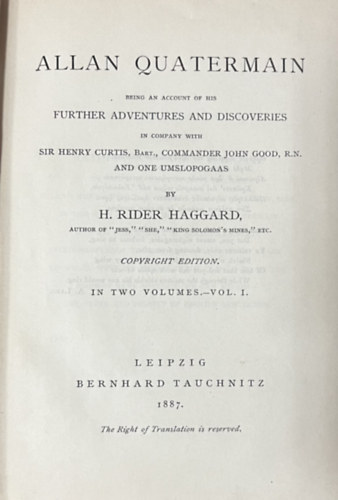 ALLAN QUATERMAIN
BEING AN ACCOUNT OF HIS
FURTHER ADVENTURES AND DISCOVERIES
IN COMPANY WITH
SIR HENRY CURTIS, BART., COMMANDER JOHN GOOD, R.N.
AND ONE UMSLOPOGAAS
BY
H. RIDER HAGGARD,
AUTHOR OF "JESS," "SHE," "KING SOLOMON'S MINES," ETC.
COPYRIGHT EDITION.
IN TWO VOLUMES.—VOL. I.
LEIPZIG
BERNHARD TAUCHNITZ
1887.
The Right of Translation is reserved.